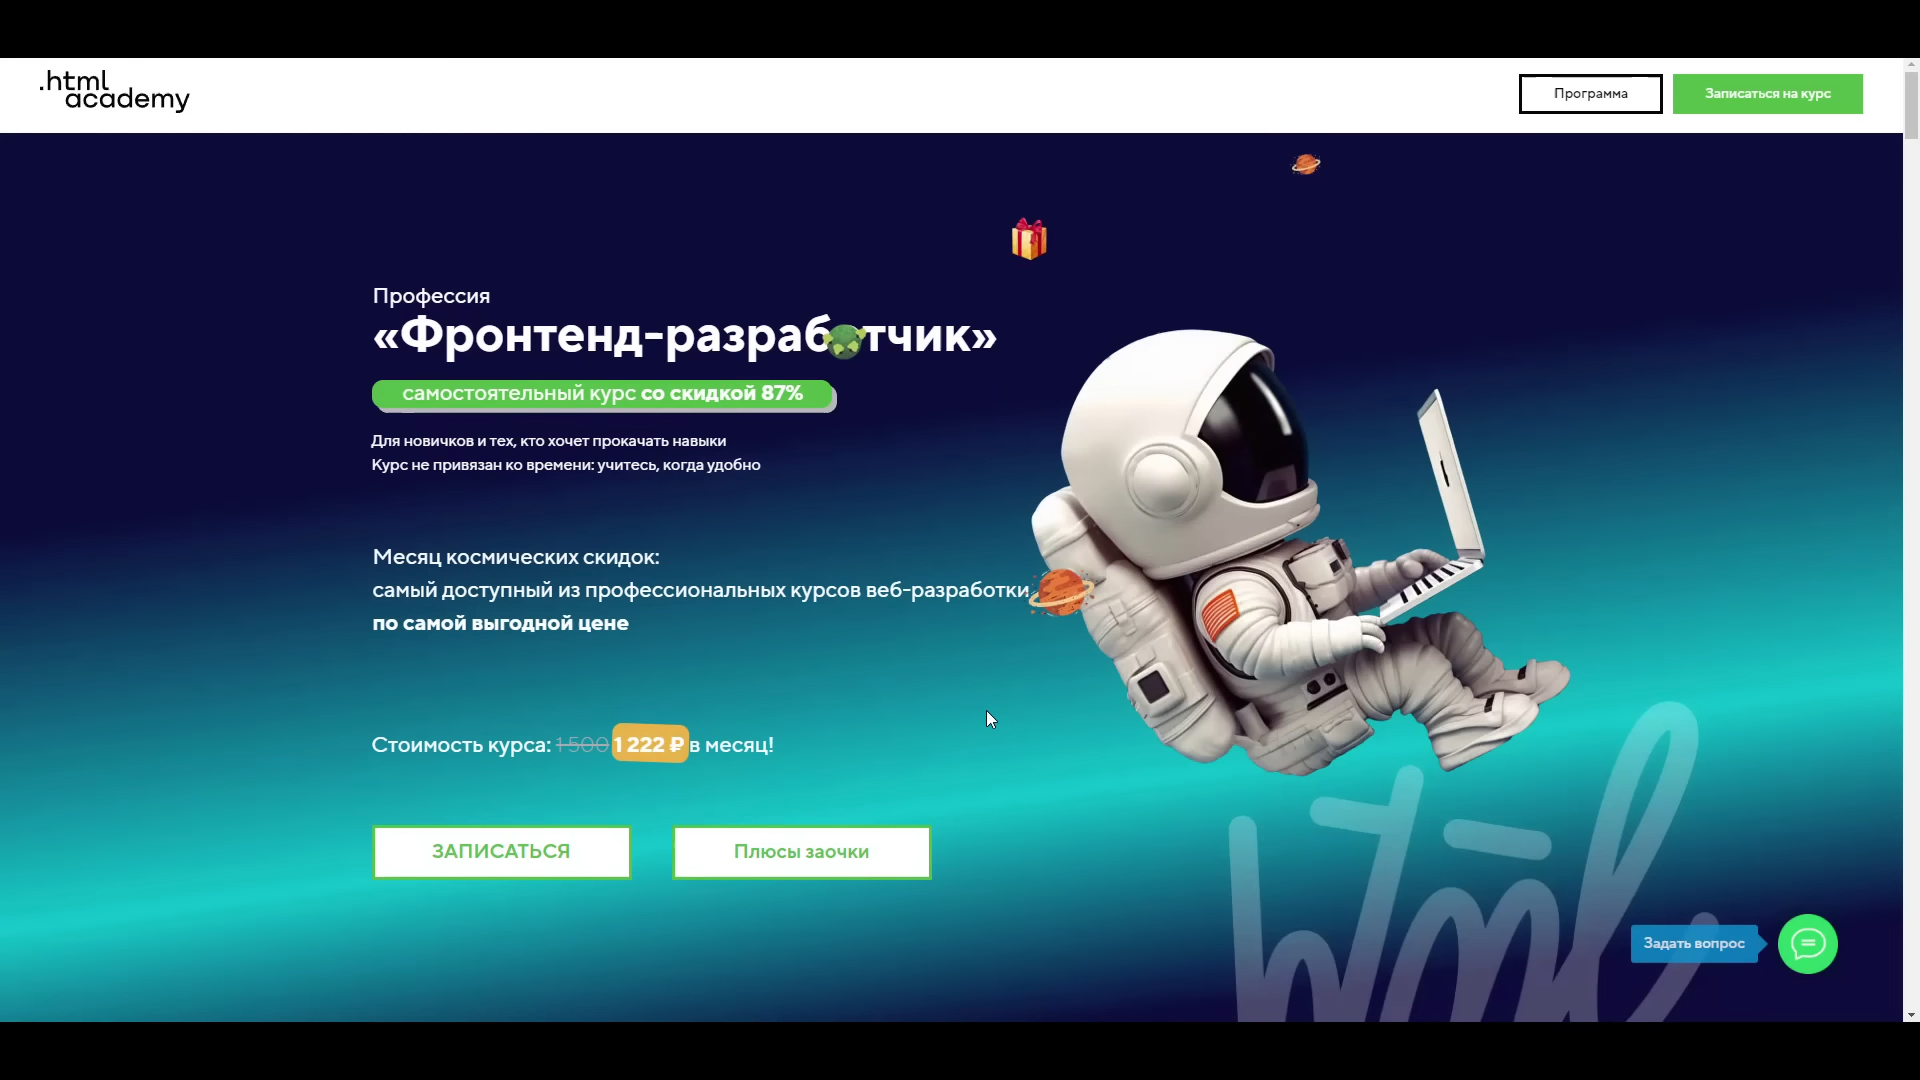 .html
academy
Программа
Записаться на курс
Профессия
«Фронтенд-разработчик»
самостоятельный курс со скидкой 87%
Для новичков и тех, кто хочет прокачать навыки
Курс не привязан ко времени: учитесь, когда удобно
Месяц космических скидок:
самый доступный из профессиональных курсов веб-разработки
по самой выгодной цене
Стоимость курса: 1 500 1 222 ₽ в месяц!
ЗАПИСАТЬСЯ
Плюсы заочки
html
Задать вопрос